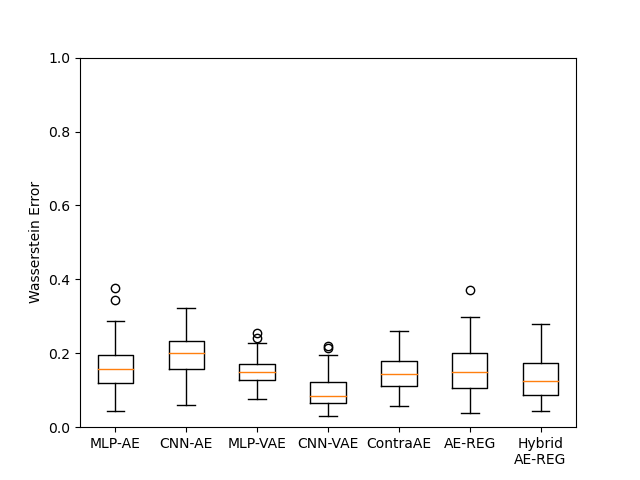 1.0
0.8
0.6
0.4
0.2
0.0
Wasserstein Error
MLP-AE
CNN-AE
MLP-VAE
CNN-VAE
ContraAE
AE-REG
Hybrid
AE-REG